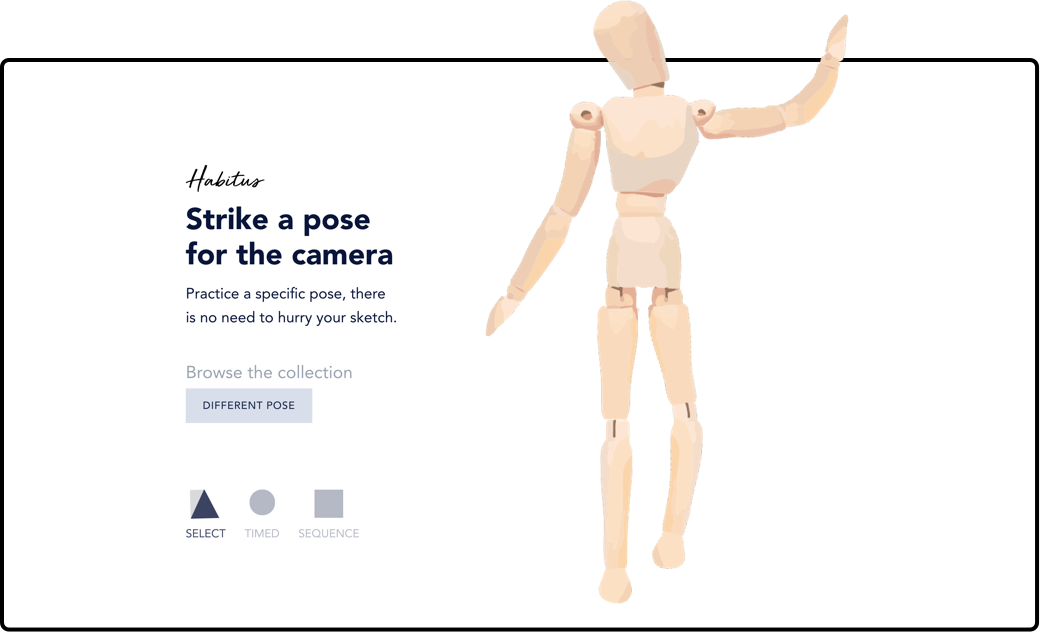 Habitus
Strike a pose
for the camera
Practice a specific pose, there
is no need to hurry your sketch.
Browse the collection
DIFFERENT POSE
SELECT TIMED SEQUENCE